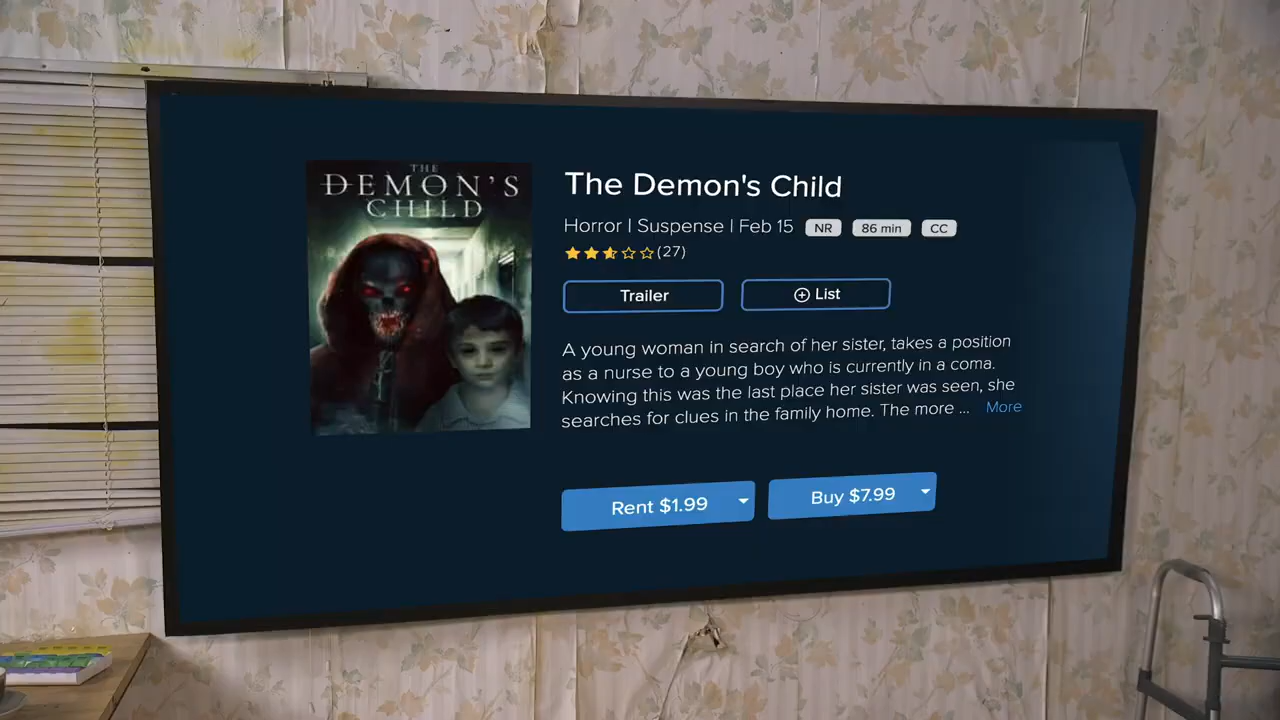 THE
DEMON'S
CHILD
The Demon's Child
Horror | Suspense | Feb 15 NR 86 min CC
(27)
Trailer
List
A young woman in search of her sister, takes a position
as a nurse to a young boy who is currently in a coma.
Knowing this was the last place her sister was seen, she
searches for clues in the family home. The more ... More
Rent $1.99
Buy $7.99